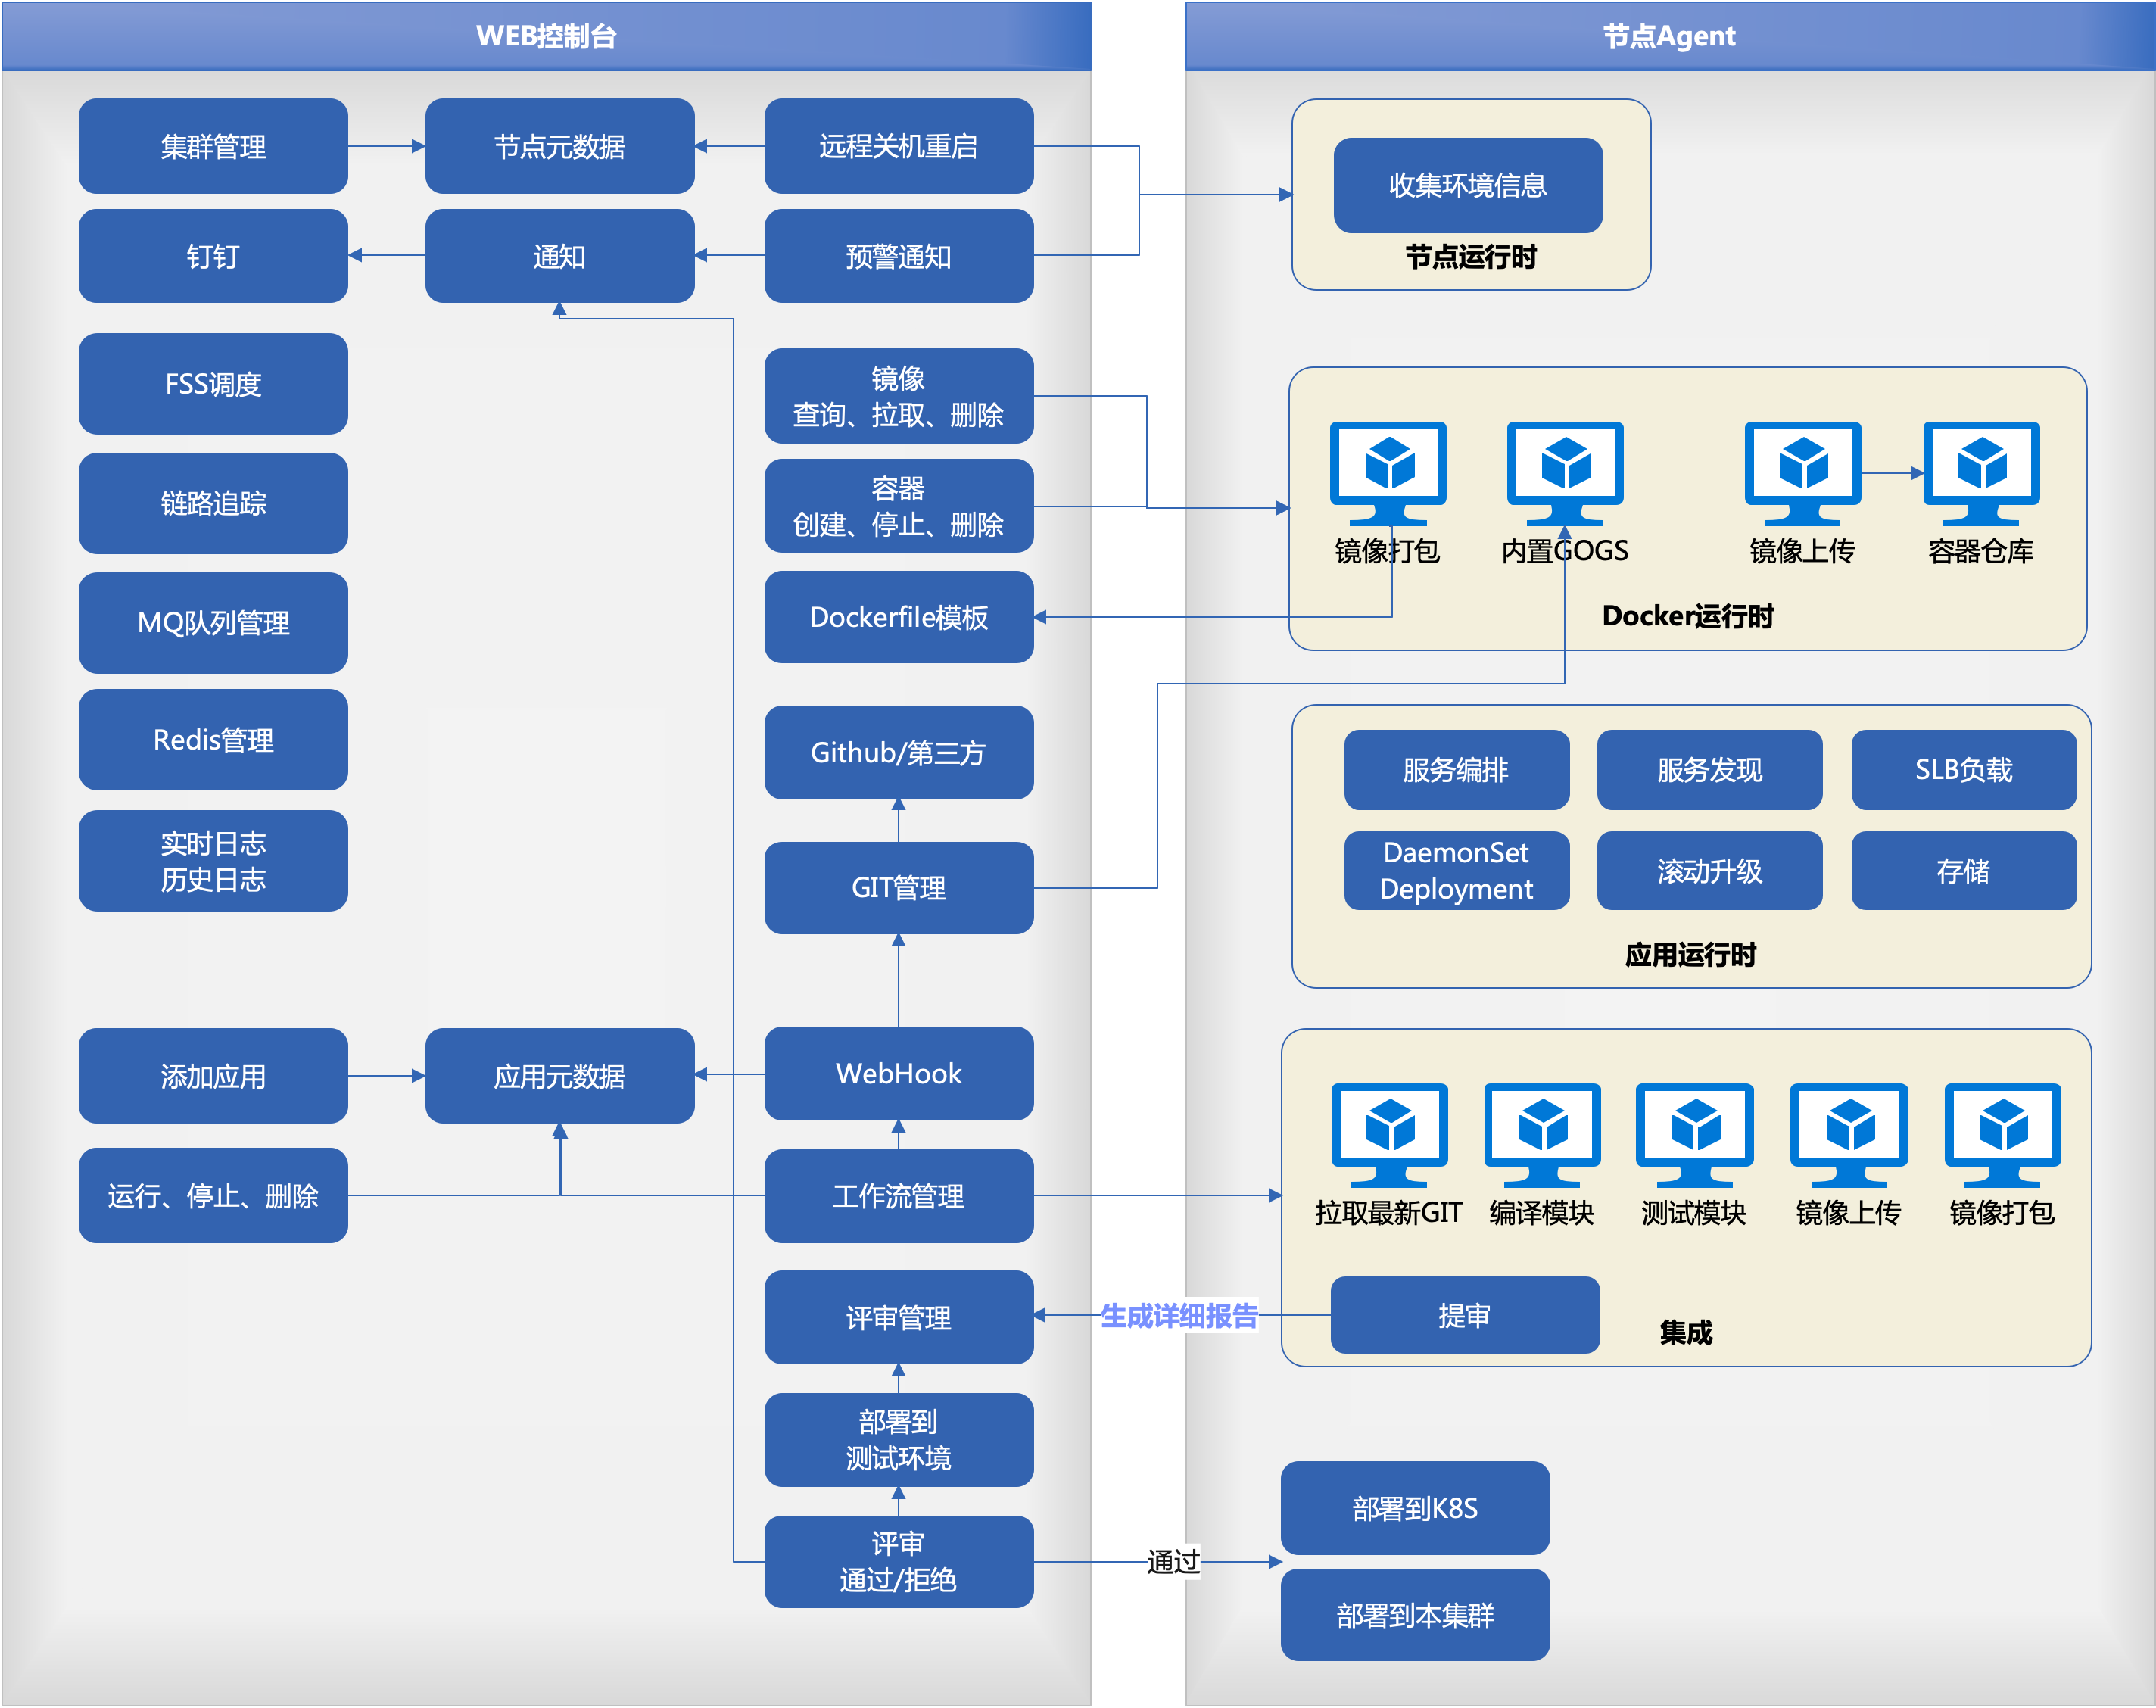 WEB控制台
节点Agent
集群管理
节点元数据
远程关机重启
收集环境信息
节点运行时
钉钉
通知
预警通知
FSS调度
镜像
查询、拉取、删除
链路追踪
容器
创建、停止、删除
镜像打包
内置GOGS
镜像上传
容器仓库
Docker运行时
MQ队列管理
Dockerfile模板
Redis管理
Github/第三方
服务编排
服务发现
SLB负载
实时日志
历史日志
GIT管理
DaemonSet
Deployment
滚动升级
存储
应用运行时
添加应用
应用元数据
WebHook
运行、停止、删除
工作流管理
拉取最新GIT
编译模块
测试模块
镜像上传
镜像打包
评审管理
生成详细报告
提审
集成
部署到
测试环境
评审
通过/拒绝
通过
部署到K8S
部署到本集群